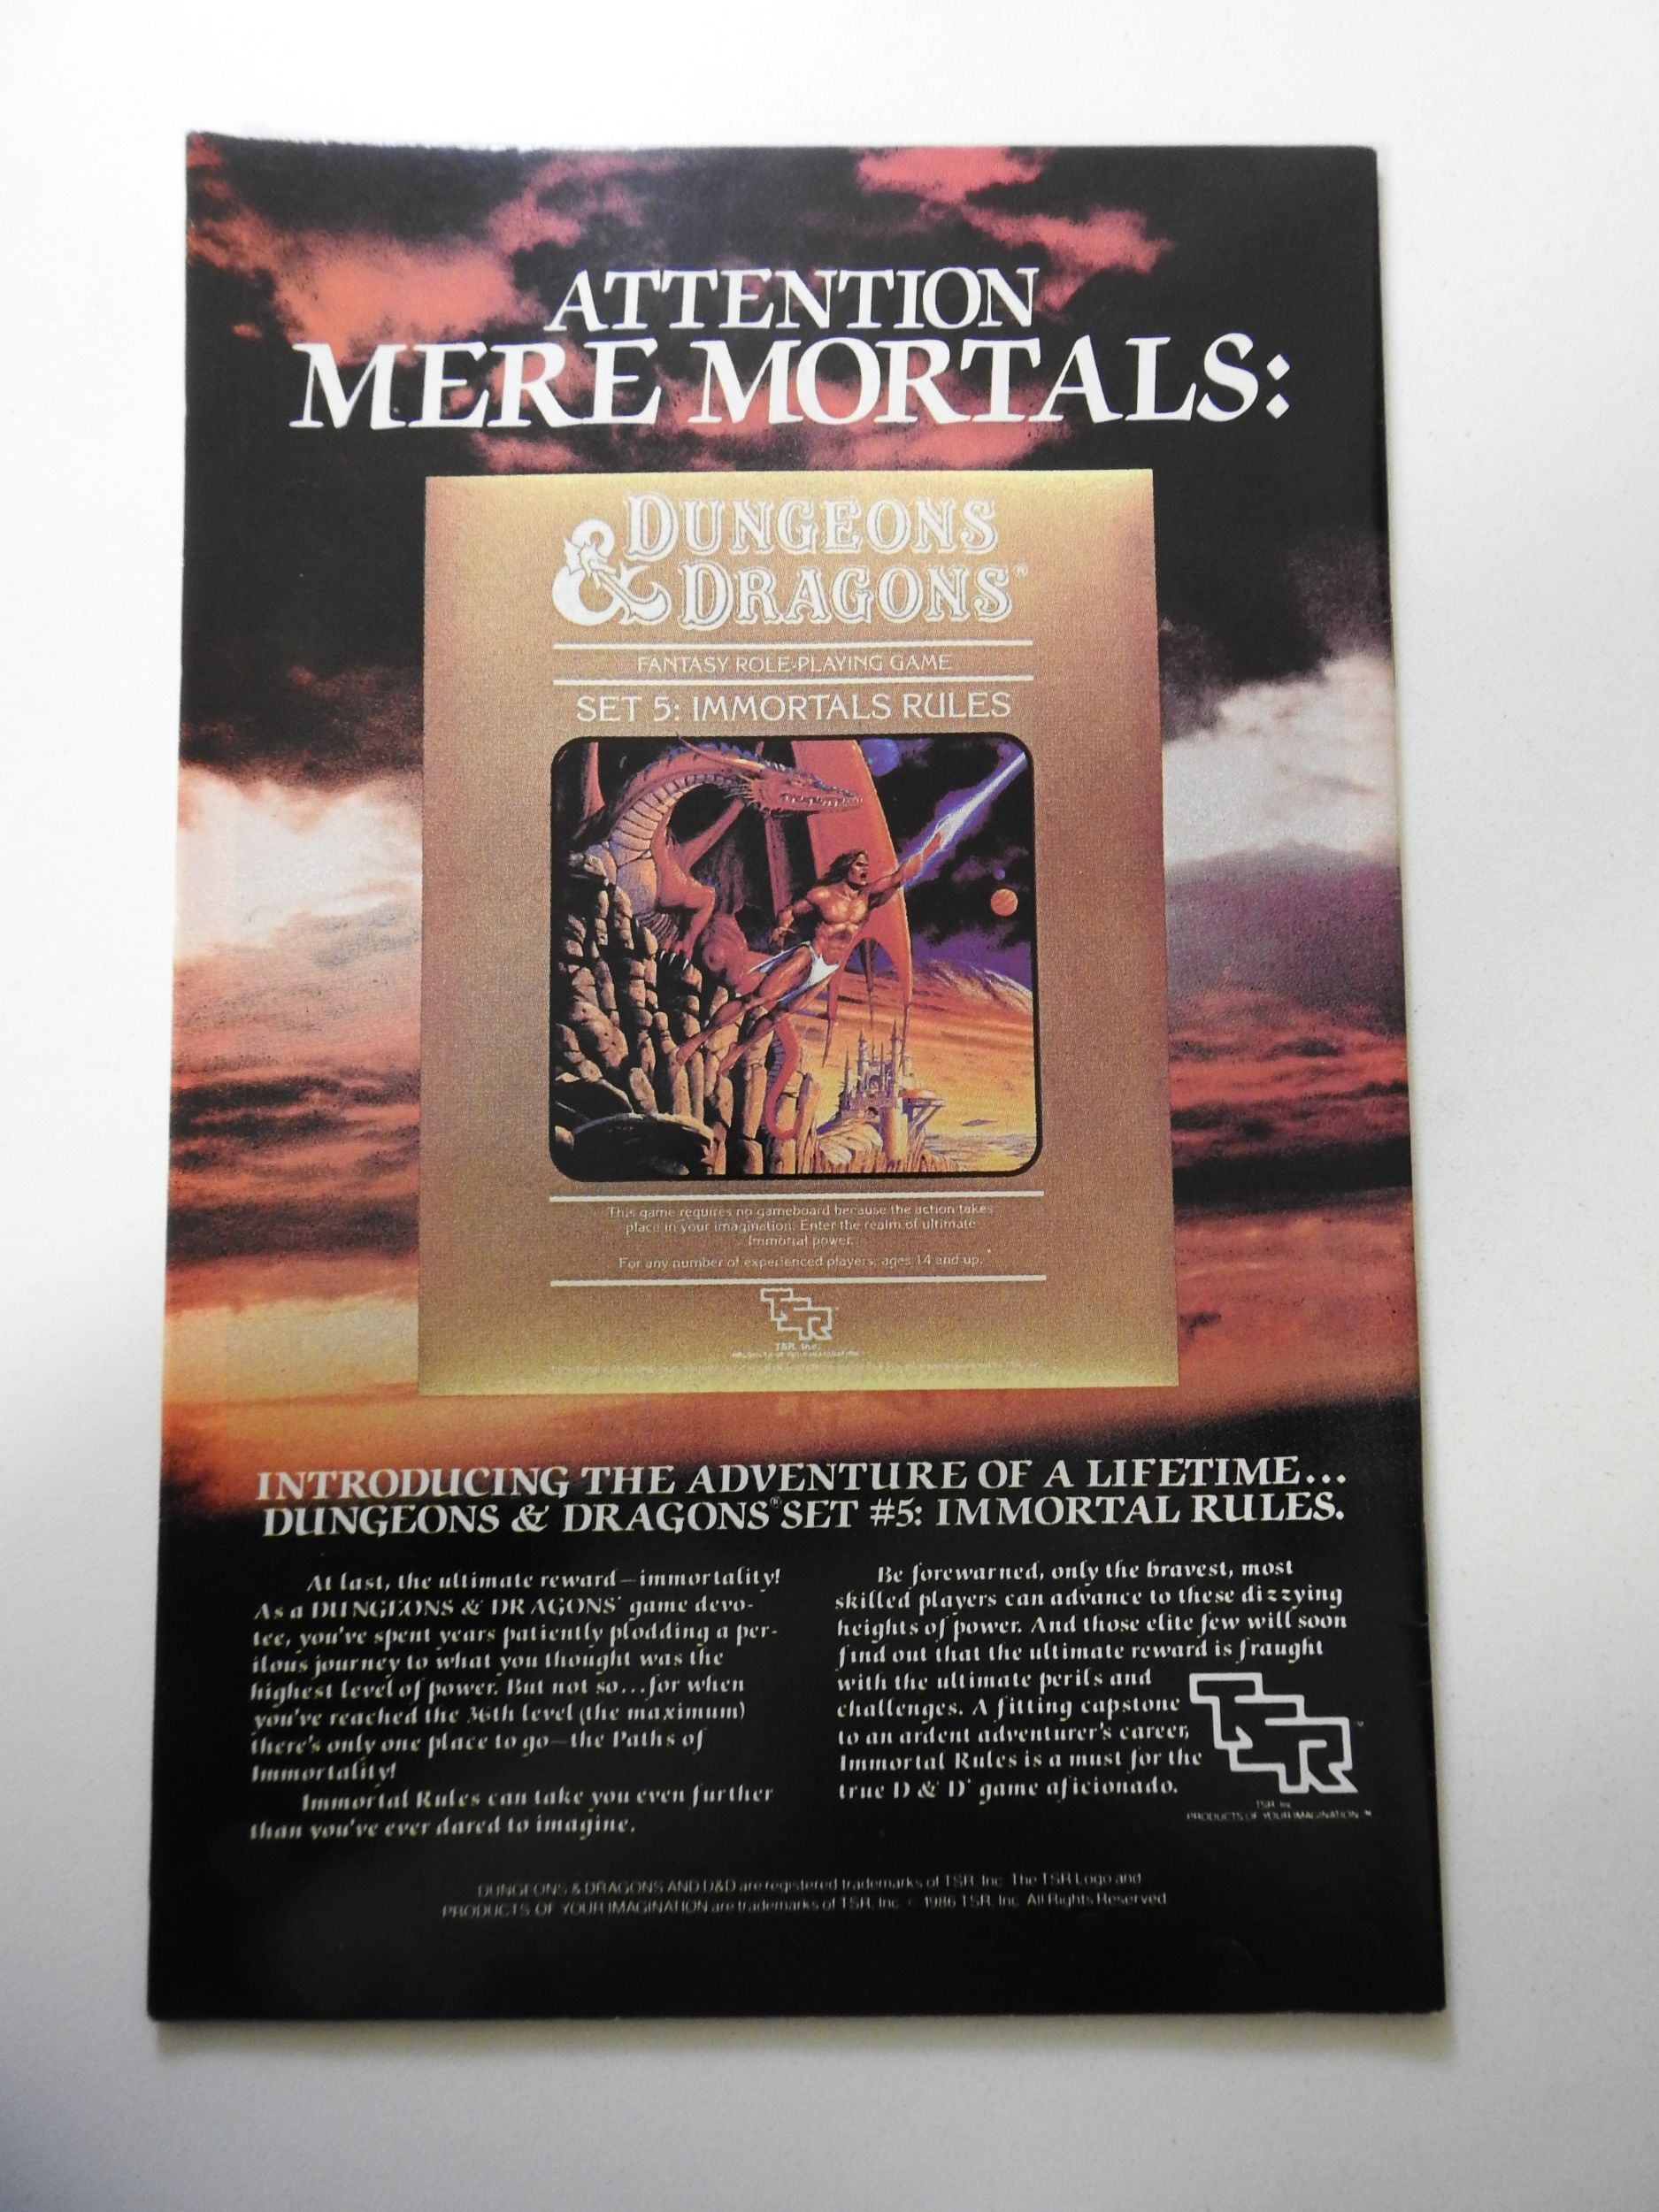 ATTENTION
MERE MORTALS:
DUNGEONS
& DRAGONS®
FANTASY ROLE-PLAYING GAME
SET 5: IMMORTALS RULES
This game requires no gameboard because the action takes
place in your imagination. Enter the realm of ultimate
Immortal power.
For any number of experienced players, ages 14 and up.
TSR
TSR, Inc.
PRODUCTS OF YOUR IMAGINATION
INTRODUCING THE ADVENTURE OF A LIFETIME...
DUNGEONS & DRAGONS® SET #5: IMMORTAL RULES.
At last, the ultimate reward—immortality!
As a DUNGEONS & DRAGONS® game devo-
tee, you've spent years patiently plodding a per-
ilous journey to what you thought was the
highest level of power. But not so...for when
you've reached the 36th level (the maximum)
there's only one place to go—the Paths of
Immortality!
Immortal Rules can take you even further
than you've ever dared to imagine.
Be forewarned, only the bravest, most
skilled players can advance to these dizzying
heights of power. And those elite few will soon
find out that the ultimate reward is fraught
with the ultimate perils and
challenges. A fitting capstone
to an ardent adventurer's career,
Immortal Rules is a must for the
true D & D® game aficionado.
TSR™
TSR, Inc.
PRODUCTS OF YOUR IMAGINATION™
DUNGEONS & DRAGONS AND D&D are registered trademarks of TSR, Inc. The TSR Logo and
PRODUCTS OF YOUR IMAGINATION are trademarks of TSR, Inc. © 1986 TSR, Inc. All Rights Reserved